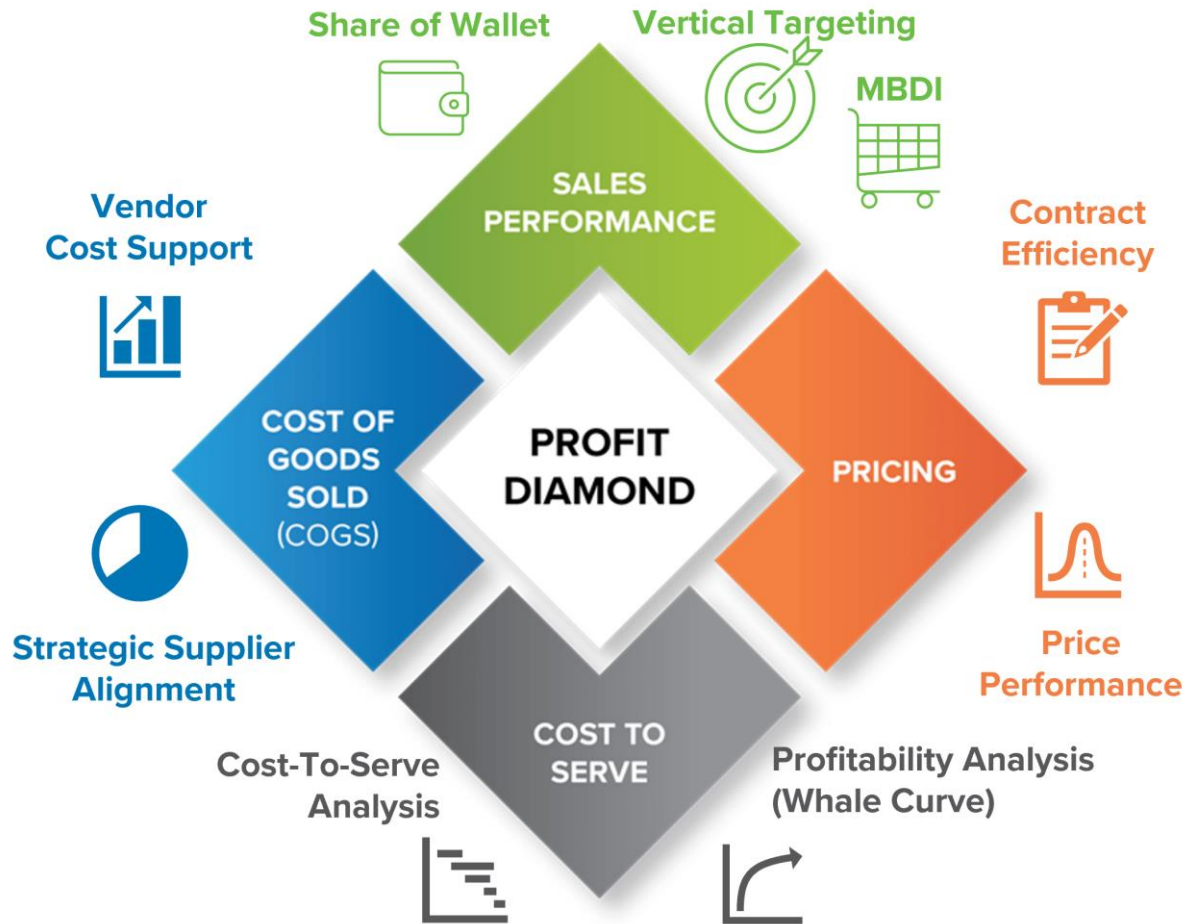 Share of Wallet
Vertical Targeting
MBDI
SALES
PERFORMANCE
Vendor
Cost Support
Contract
Efficiency
COST OF
GOODS
SOLD
(COGS)
PROFIT
DIAMOND
PRICING
Strategic Supplier
Alignment
Price
Performance
COST TO
SERVE
Cost-To-Serve
Analysis
Profitability Analysis
(Whale Curve)